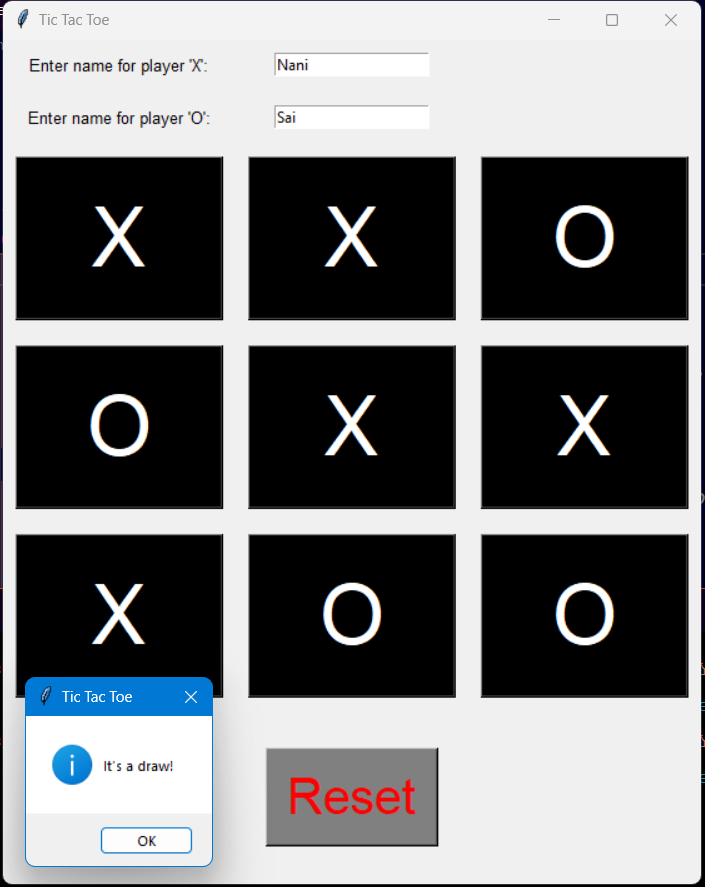 Tic Tac Toe
Enter name for player 'X': Nani
Enter name for player 'O': Sai
X X O
O X X
X O O
Tic Tac Toe
It's a draw!
OK
Reset